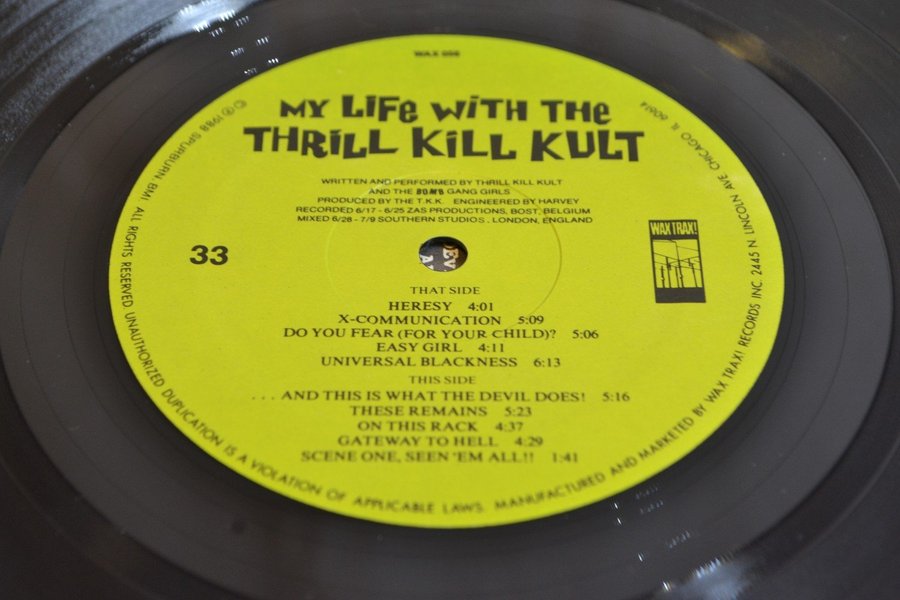 WAX 058
MY LIFE WITH THE
THRILL KILL KULT
WRITTEN AND PERFORMED BY THRILL KILL KULT
AND THE BOMB GANG GIRLS
PRODUCED BY THE T.K.K. ENGINEERED BY HARVEY
RECORDED 6/17 - 6/25 ZAS PRODUCTIONS, BOST, BELGIUM
MIXED 6/28 - 7/9 SOUTHERN STUDIOS, LONDON, ENGLAND
33
WAX TRAX!
THAT SIDE
HERESY 4:01
X-COMMUNICATION 5:09
DO YOU FEAR (FOR YOUR CHILD)? 5:06
EASY GIRL 4:11
UNIVERSAL BLACKNESS 6:13
THIS SIDE
. . . AND THIS IS WHAT THE DEVIL DOES! 5:16
THESE REMAINS 5:23
ON THIS RACK 4:37
GATEWAY TO HELL 4:29
SCENE ONE, SEEN 'EM ALL!! 1:41
© ℗ 1988 SPURBURN BMI ALL RIGHTS RESERVED. UNAUTHORIZED DUPLICATION IS A VIOLATION OF APPLICABLE LAWS. MANUFACTURED AND MARKETED BY WAX TRAX! RECORDS INC. 2445 N. LINCOLN AVE CHICAGO IL 60614